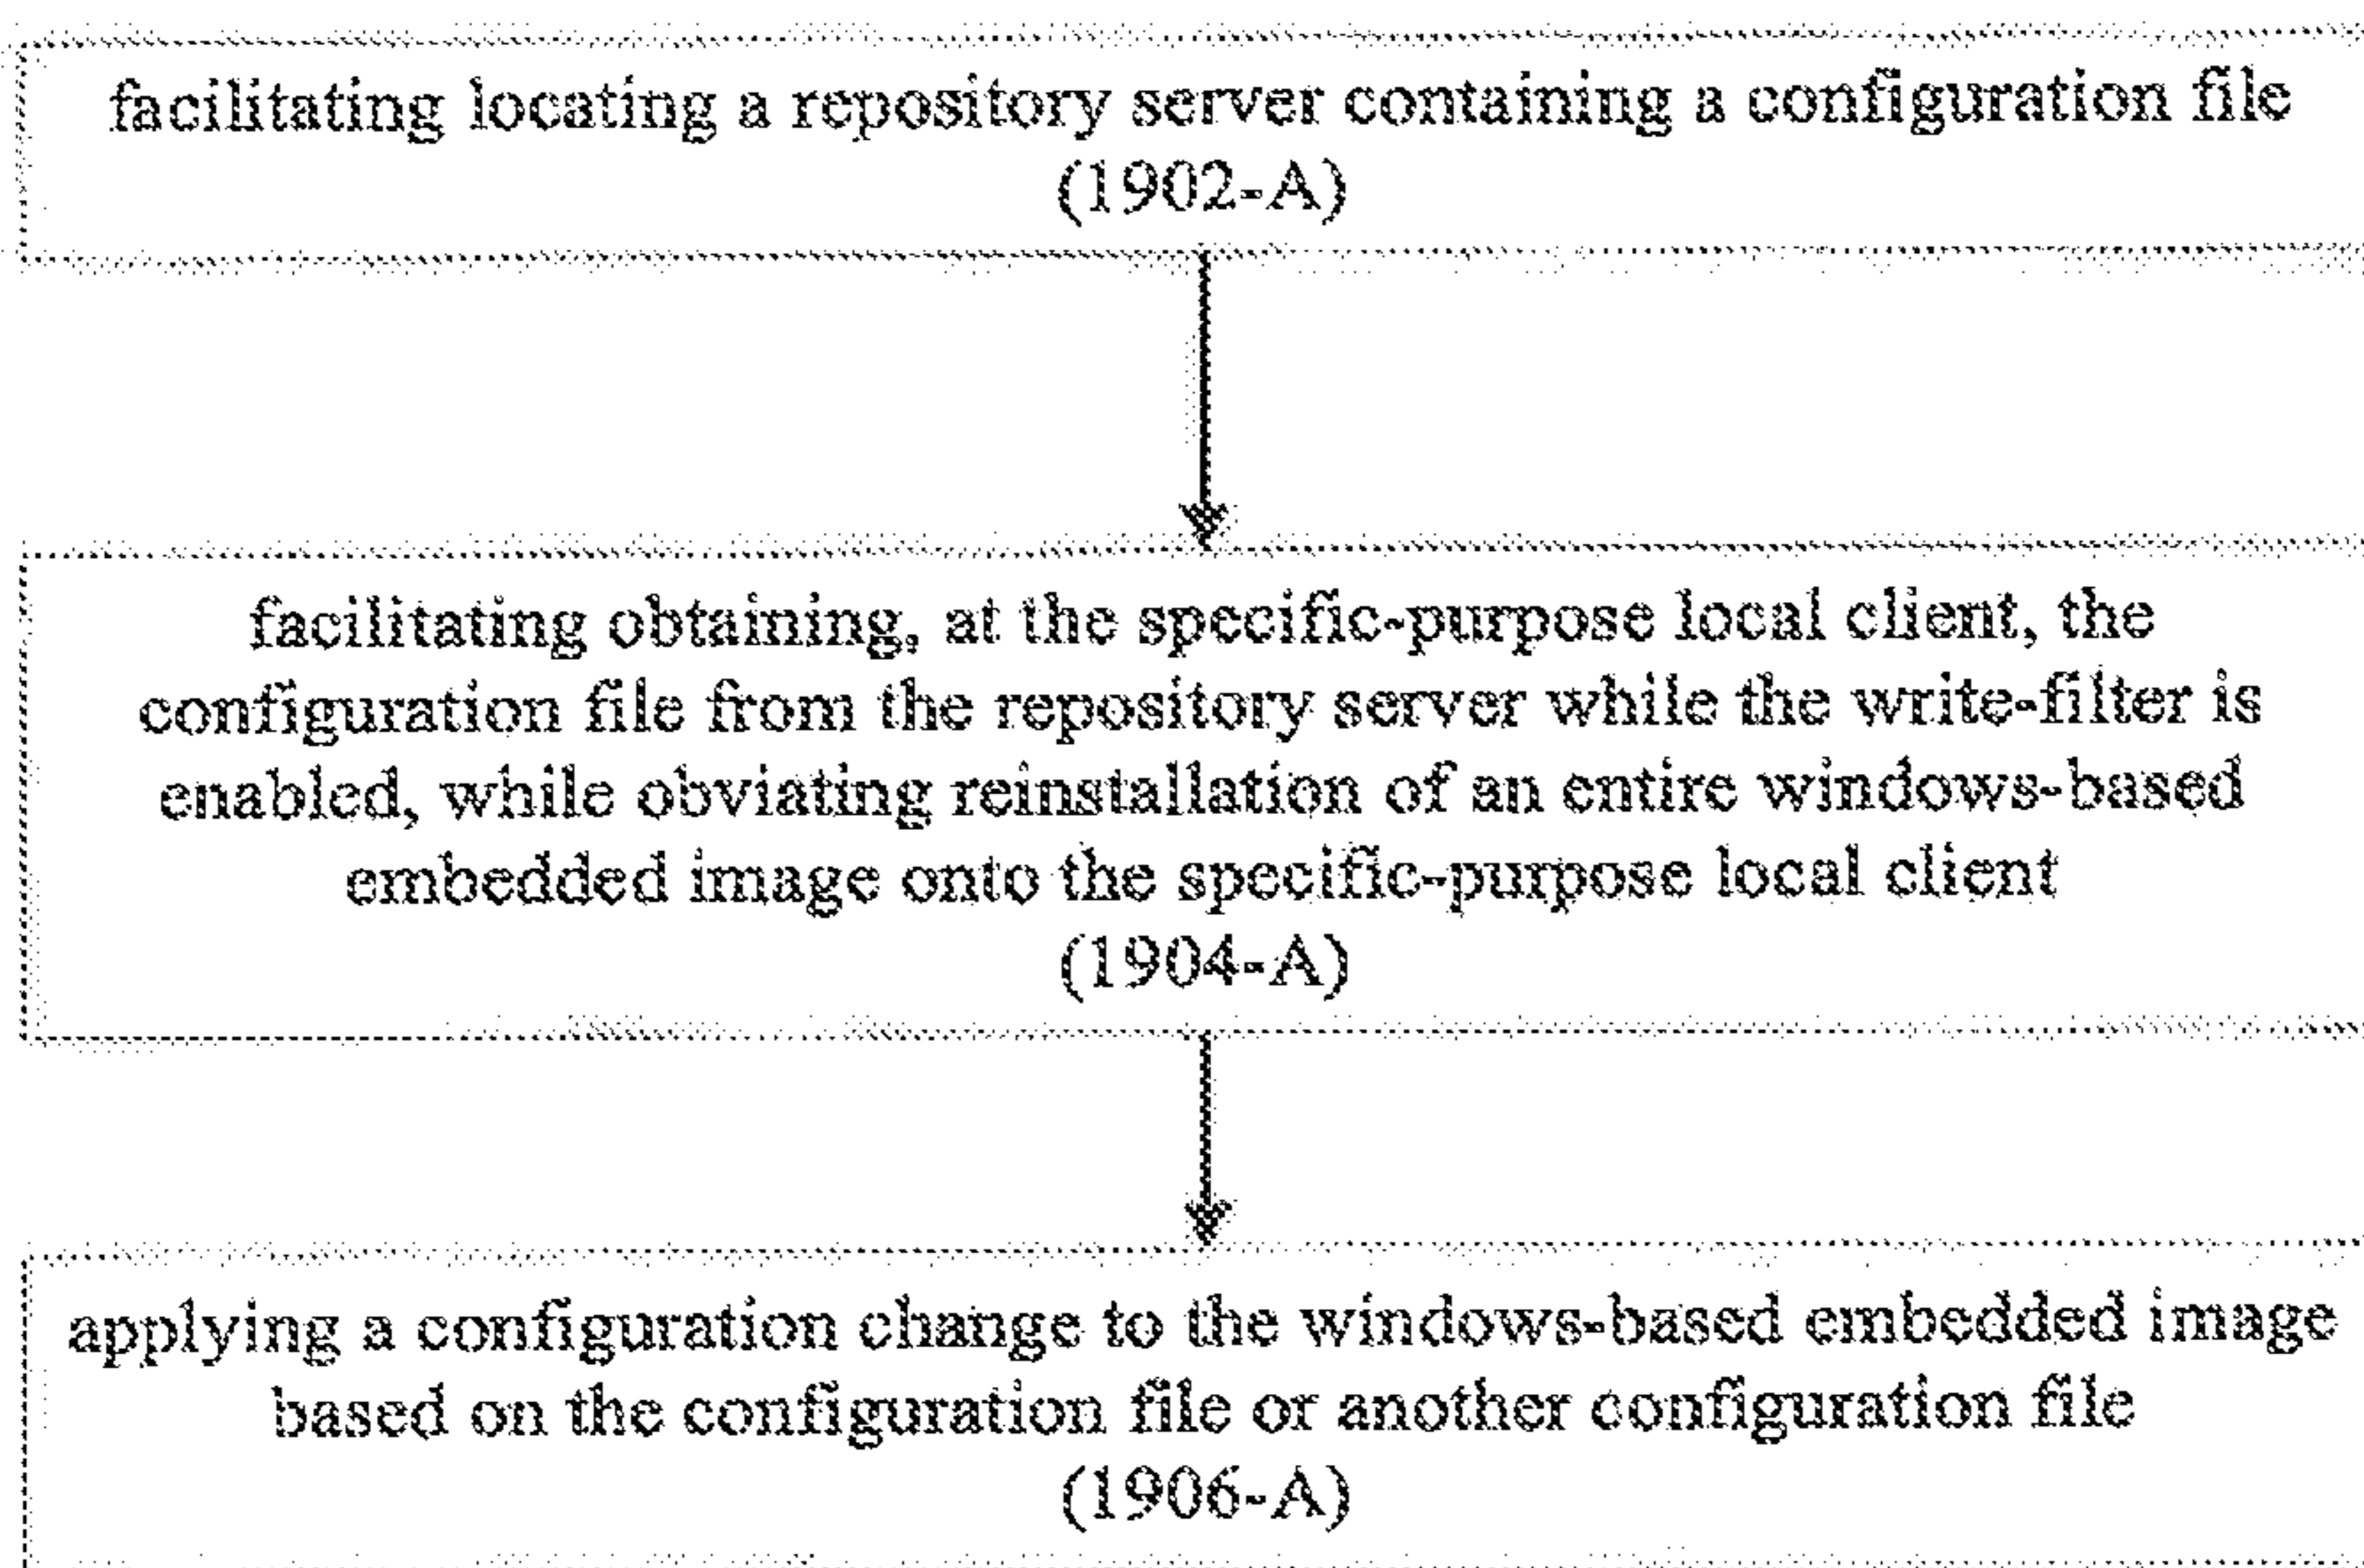 facilitating locating a repository server containing a configuration file
(1902-A)
facilitating obtaining, at the specific-purpose local client, the
configuration file from the repository server while the write-filter is
enabled, while obviating reinstallation of an entire windows-based
embedded image onto the specific-purpose local client
(1904-A)
applying a configuration change to the windows-based embedded image
based on the configuration file or another configuration file
(1906-A)